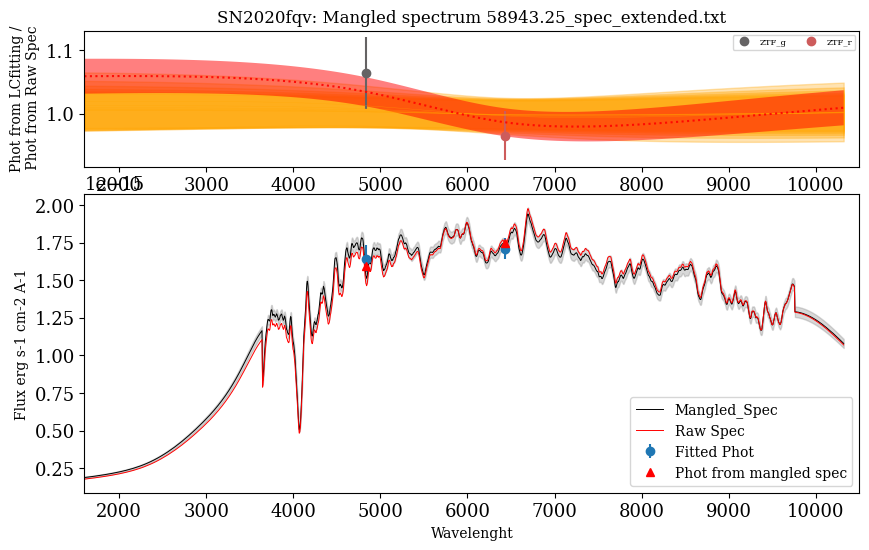 SN2020fqv: Mangled spectrum 58943.25_spec_extended.txt
Phot from LCfitting /
Phot from Raw Spec
1.1
1.0
ZTF_g
ZTF_r
2000 3000 4000 5000 6000 7000 8000 9000 10000
1e-15
Flux erg s-1 cm-2 A-1
2.00
1.75
1.50
1.25
1.00
0.75
0.50
0.25
Mangled_Spec
Raw Spec
Fitted Phot
Phot from mangled spec
2000 3000 4000 5000 6000 7000 8000 9000 10000
Wavelenght